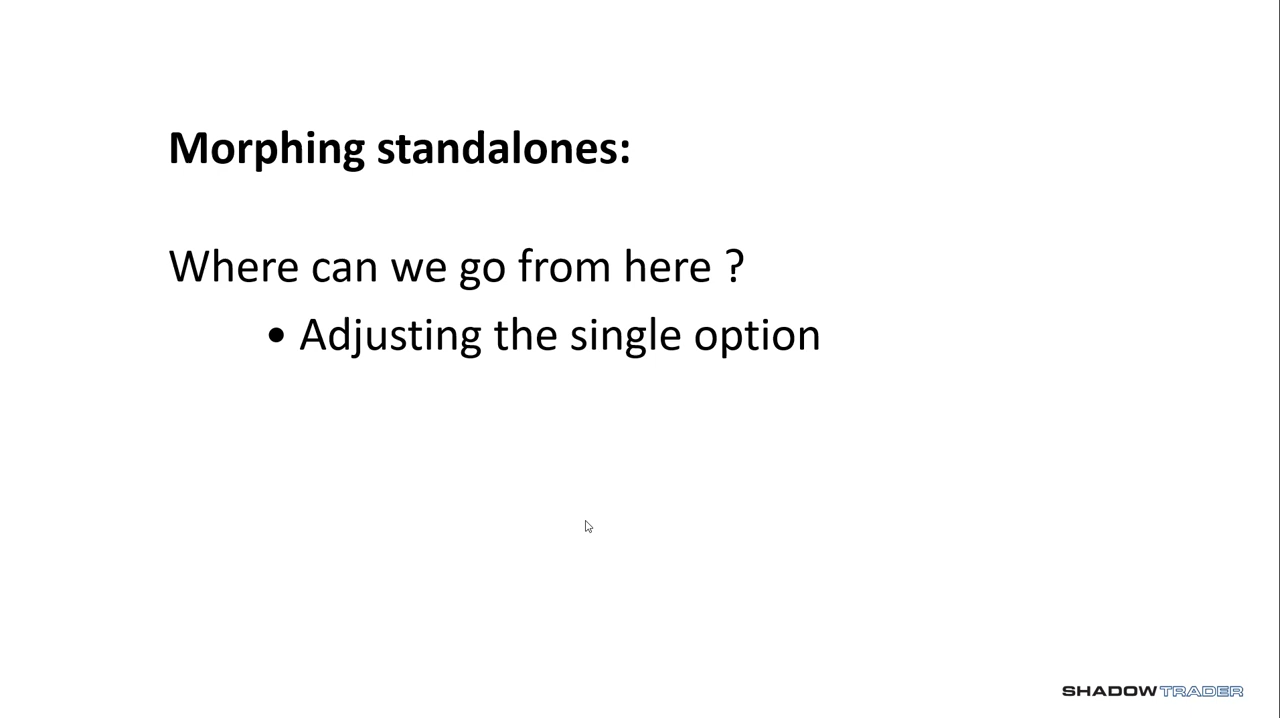 Morphing standalones:
Where can we go from here ?
• Adjusting the single option
SHADOWTRADER